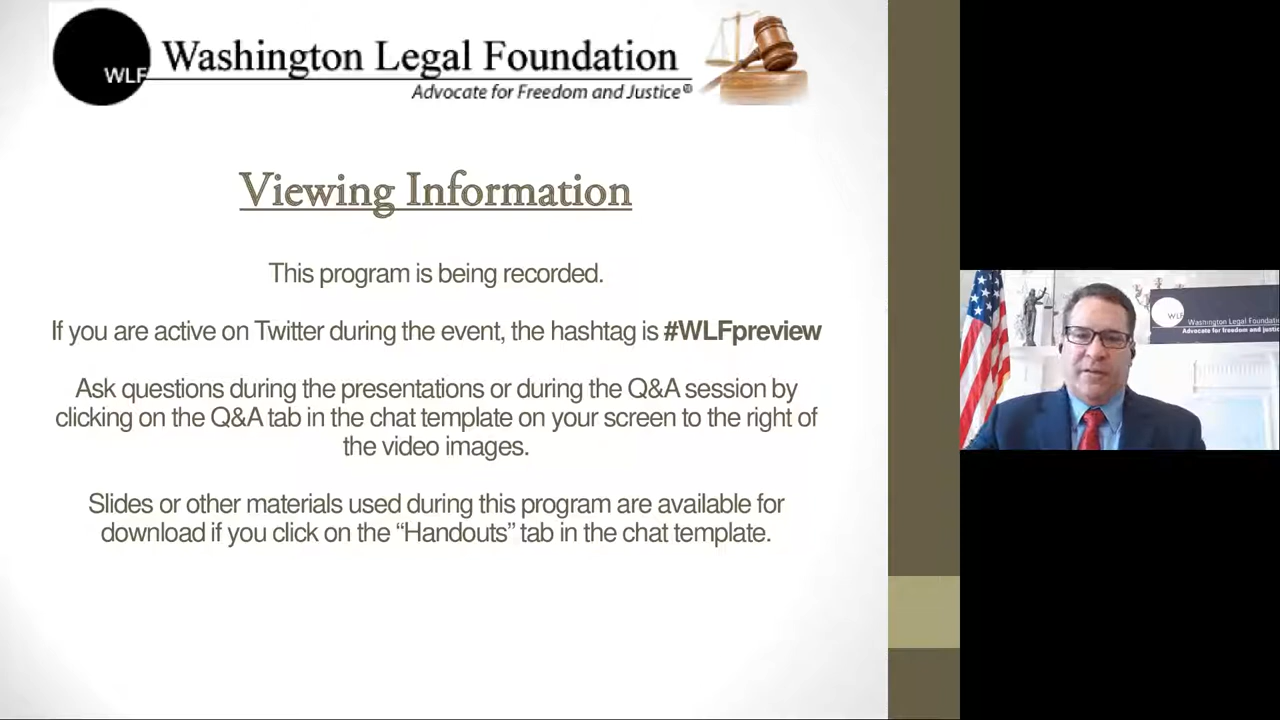 WLF Washington Legal Foundation
Advocate for Freedom and Justice®
Viewing Information
This program is being recorded.
If you are active on Twitter during the event, the hashtag is #WLFpreview
Ask questions during the presentations or during the Q&A session by
clicking on the Q&A tab in the chat template on your screen to the right of
the video images.
Slides or other materials used during this program are available for
download if you click on the “Handouts” tab in the chat template.
WLF Washington Legal Foundation
Advocate for freedom and justic